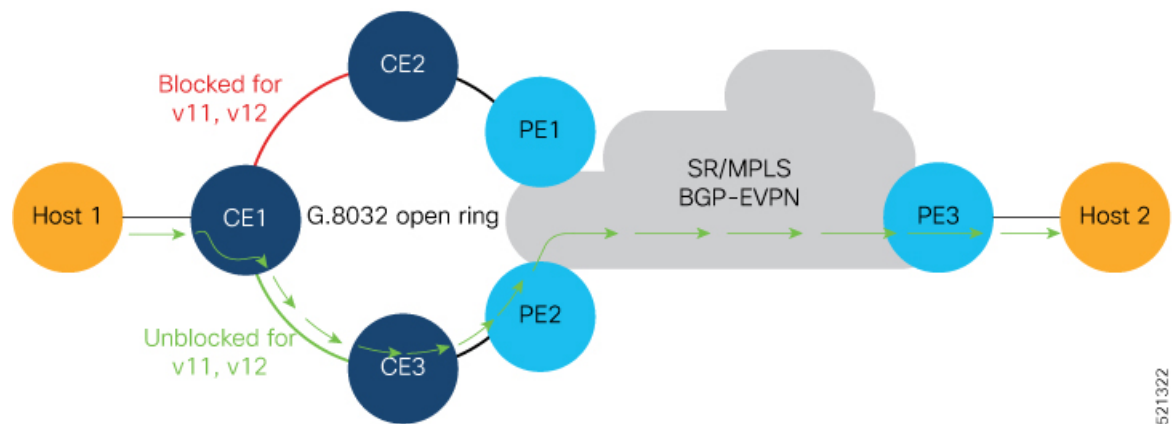 CE2
Blocked for
v11, v12
PE1
SR/MPLS
BGP-EVPN
Host 1
CE1
G.8032 open ring
PE3
Host 2
PE2
Unblocked for
v11, v12
CE3
521322